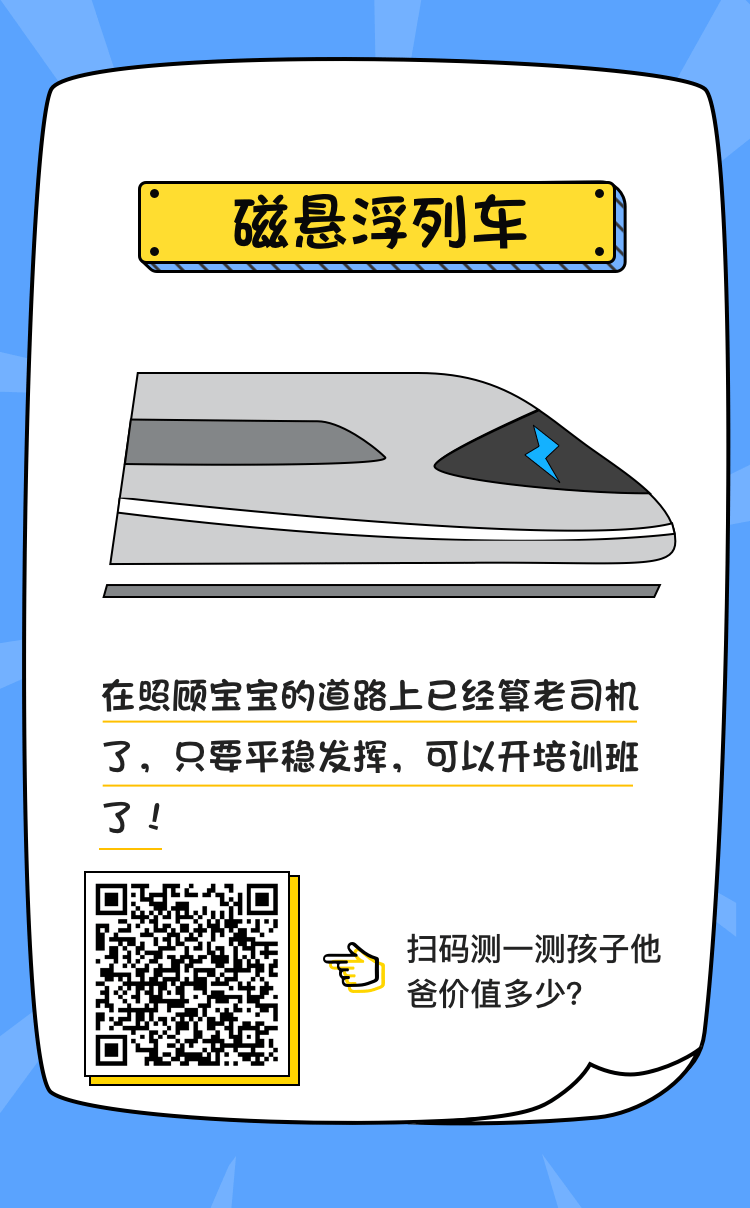 磁悬浮列车
在照顾宝宝的道路上已经算老司机
了，只要平稳发挥，可以开培训班
了！
扫码测一测孩子他
爸价值多少？